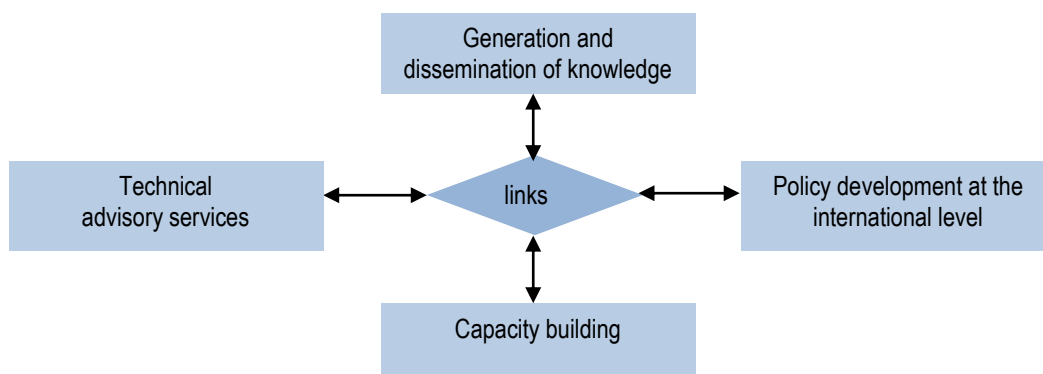 Generation and
dissemination of knowledge
Technical
advisory services
links
Policy development at the
international level
Capacity building